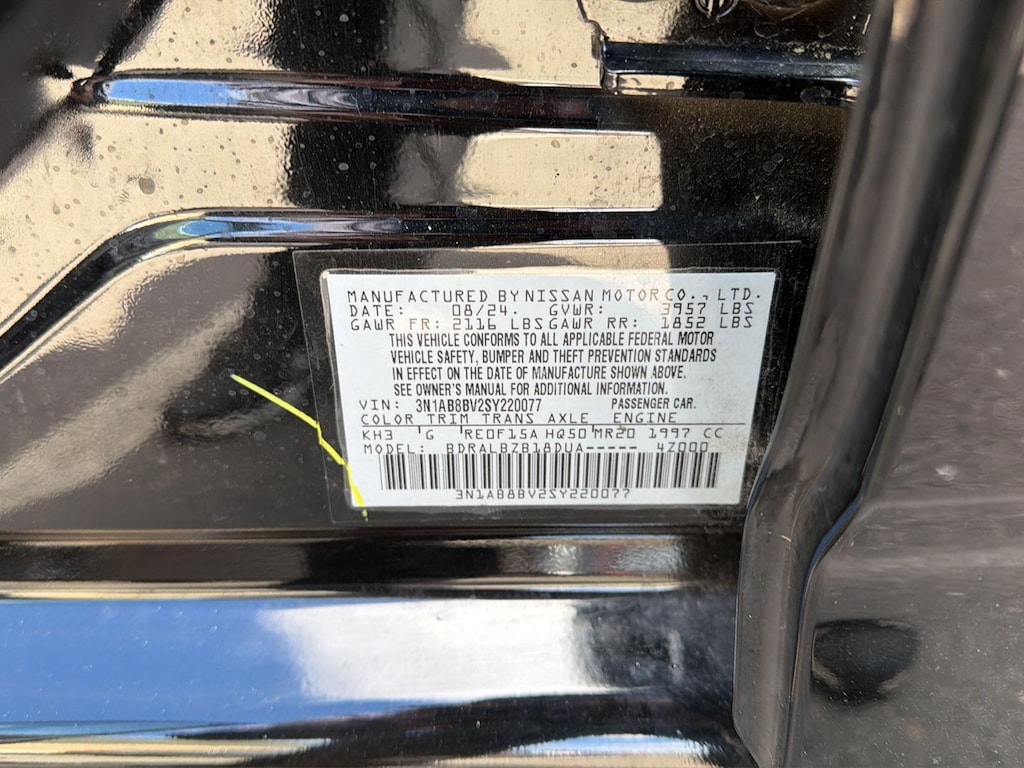 MANUFACTURED BY NISSAN MOTOR CO., LTD.
DATE: 08/24. GVWR: 3957 LBS
GAWR FR: 2116 LBS GAWR RR: 1852 LBS
THIS VEHICLE CONFORMS TO ALL APPLICABLE FEDERAL MOTOR
VEHICLE SAFETY, BUMPER AND THEFT PREVENTION STANDARDS
IN EFFECT ON THE DATE OF MANUFACTURE SHOWN ABOVE.
SEE OWNER'S MANUAL FOR ADDITIONAL INFORMATION.
VIN: 3N1AB8BV2SY220077 PASSENGER CAR.
COLOR TRIM TRANS AXLE ENGINE
KH3 G RE0F15A HQ50 MR20 1997 CC
MODEL: BDRALBZB18DUA----- 4Z000
3N1AB8BV2SY220077